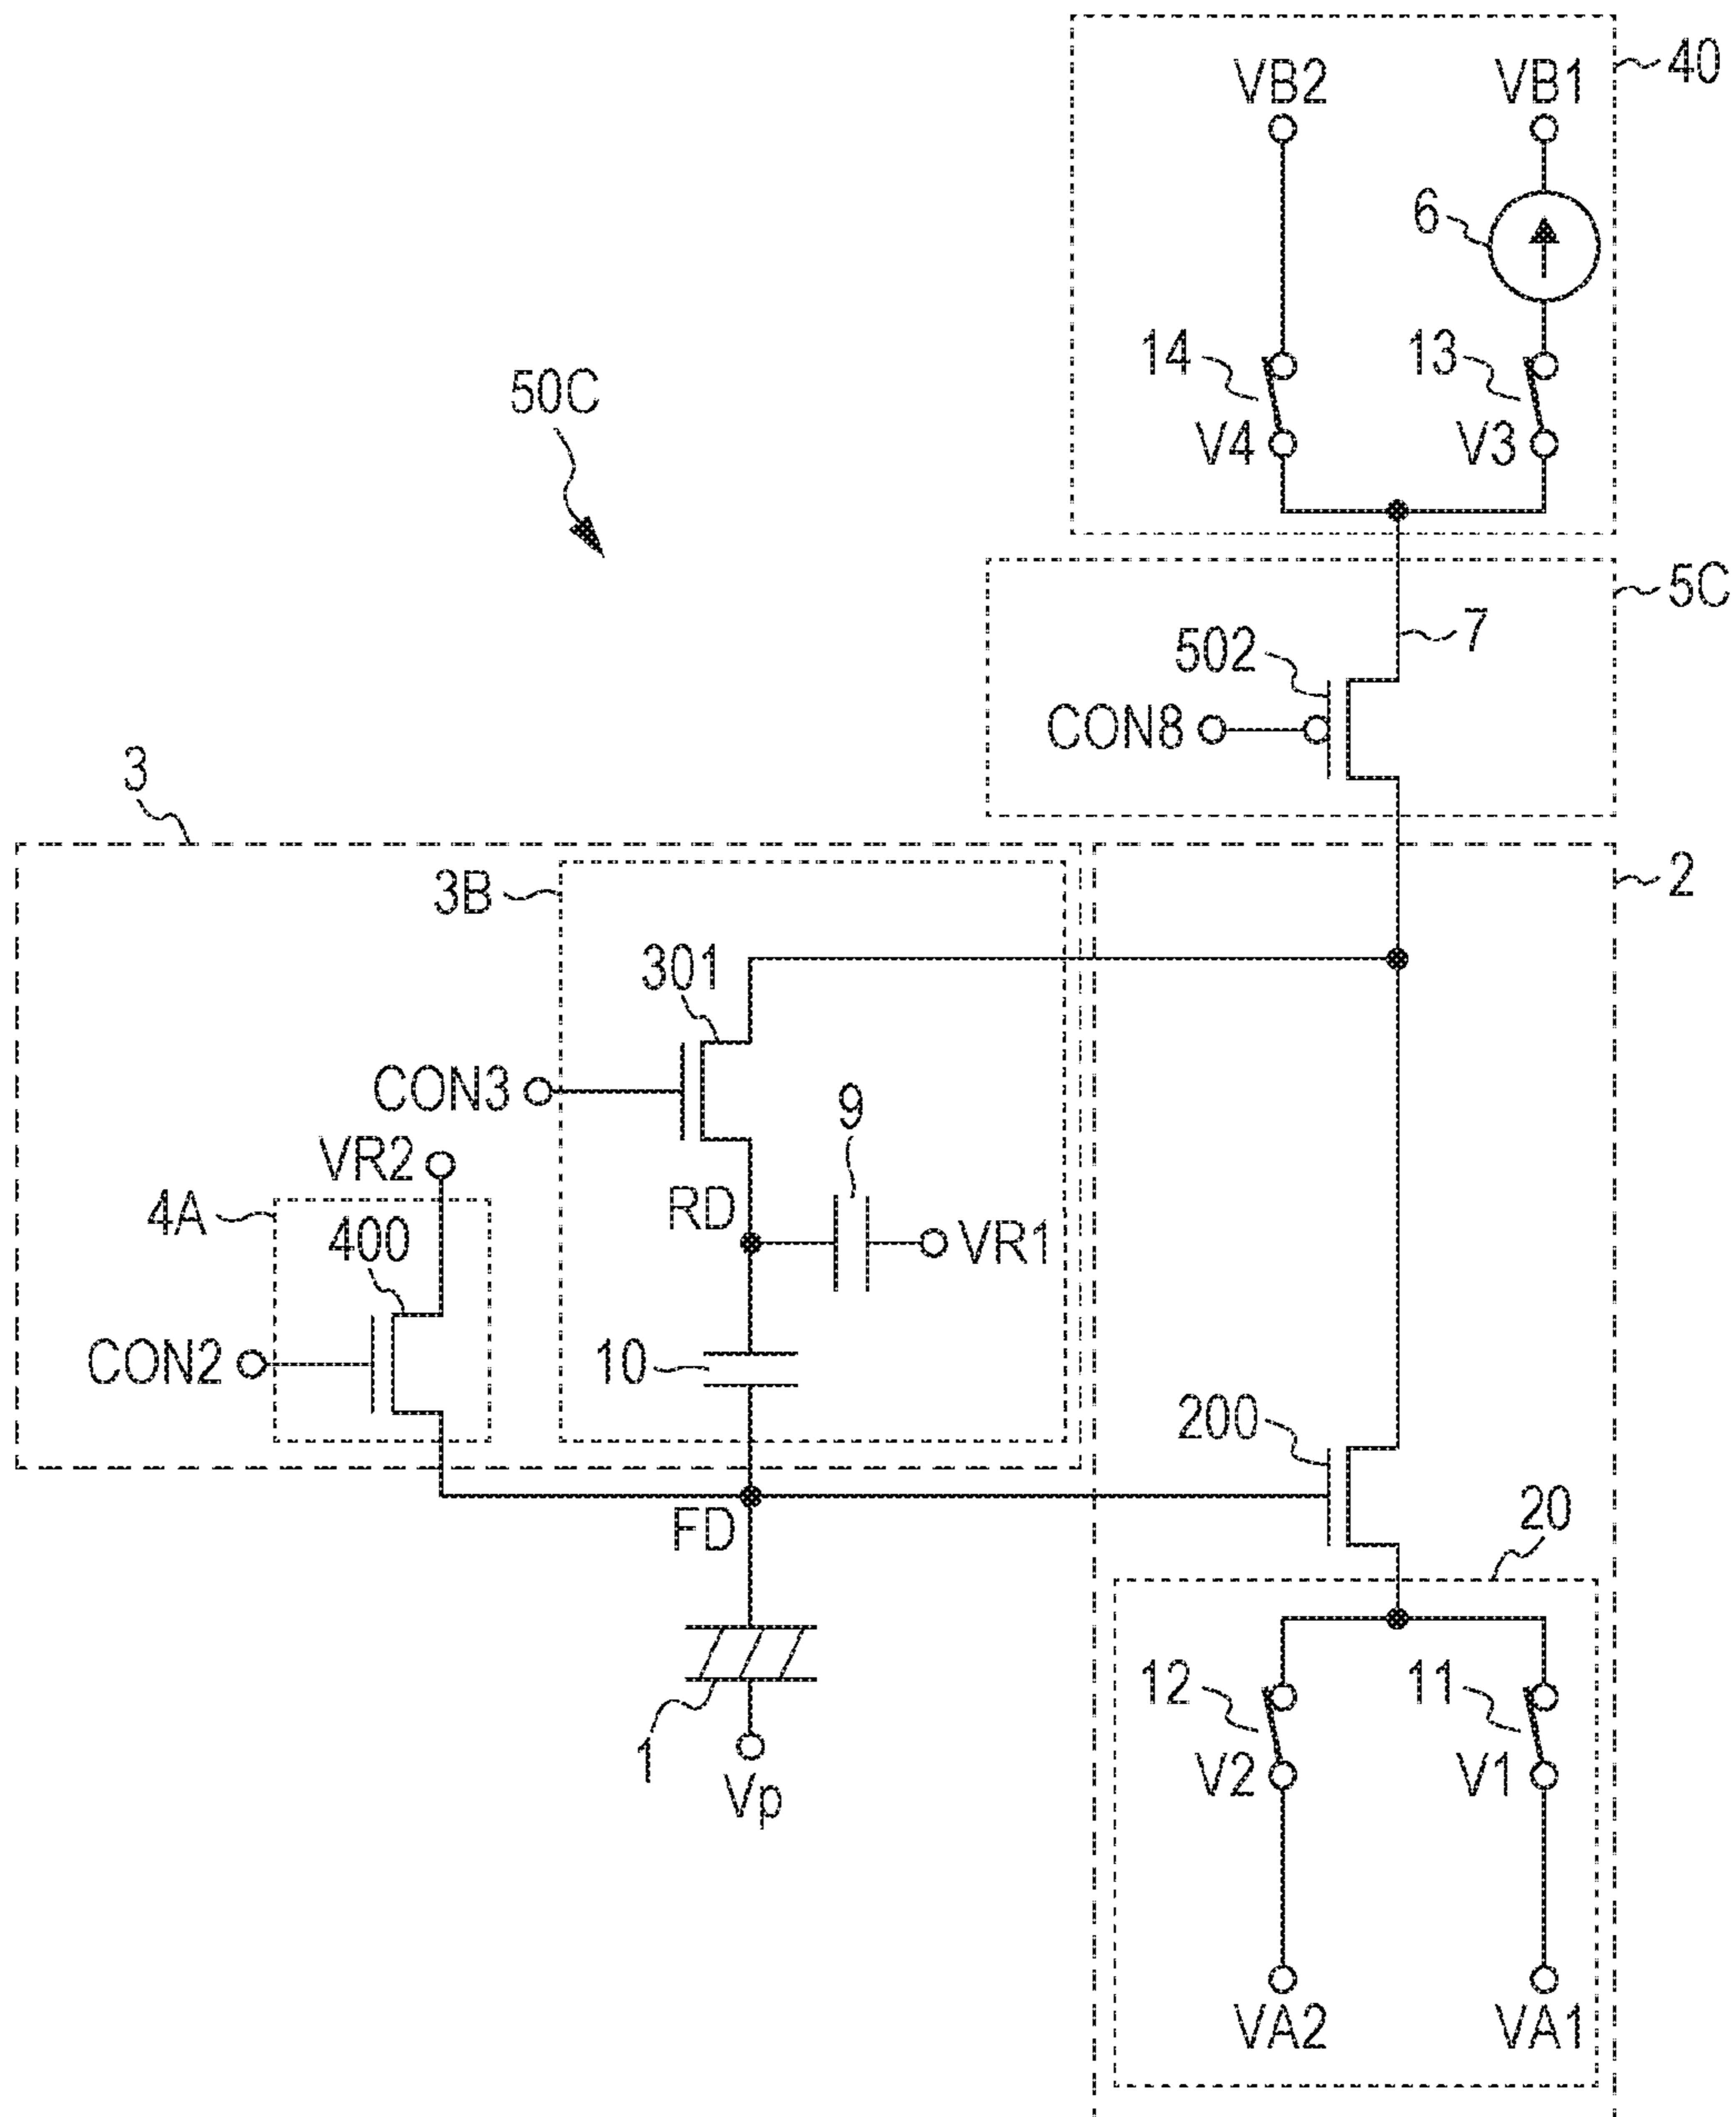 40
VB2 VB1
6
14 13
V4 V3
50C
5C
7
502
CON8
3
2
3B
301
CON3
9
VR2
RD
VR1
4A
400
CON2
10
200
FD
20
12 11
1
V2 V1
Vp
VA2 VA1